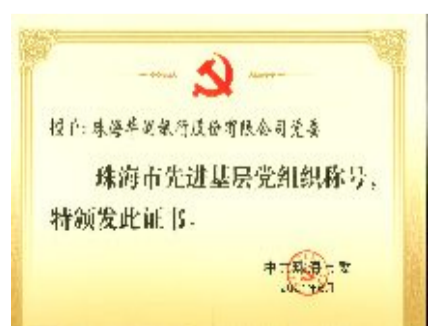 授予:珠海华润银行股份有限公司党委
珠海市先进基层党组织称号,
特颁发此证书。
中共珠海市委